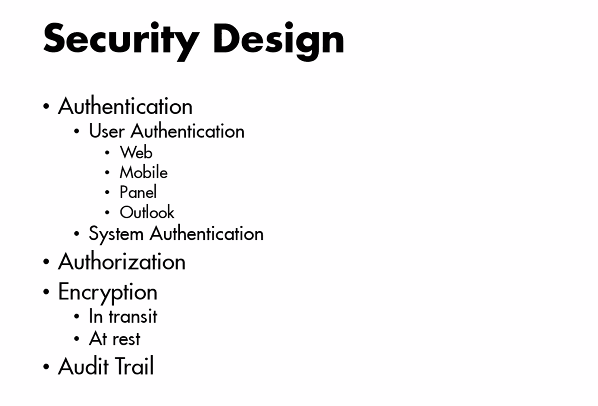 Security Design
• Authentication
• User Authentication
• Web
• Mobile
• Panel
• Outlook
• System Authentication
• Authorization
• Encryption
• In transit
• At rest
• Audit Trail